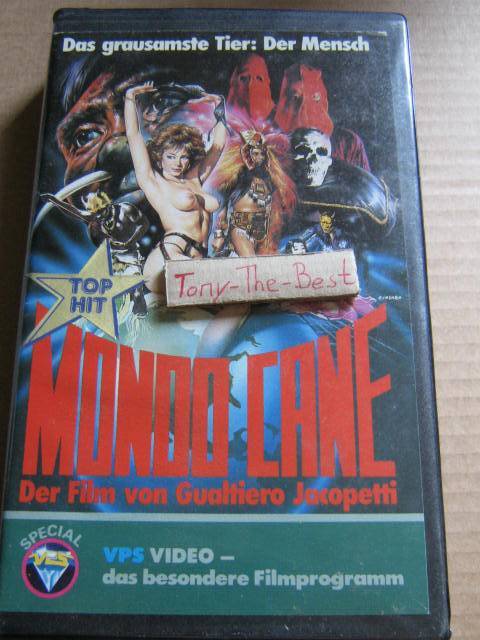 Das grausamste Tier: Der Mensch
TOP
HIT
Tony-The-Best
MONDO CANE
Der Film von Gualtiero Jacopetti
SPECIAL
VPS
VPS VIDEO –
das besondere Filmprogramm